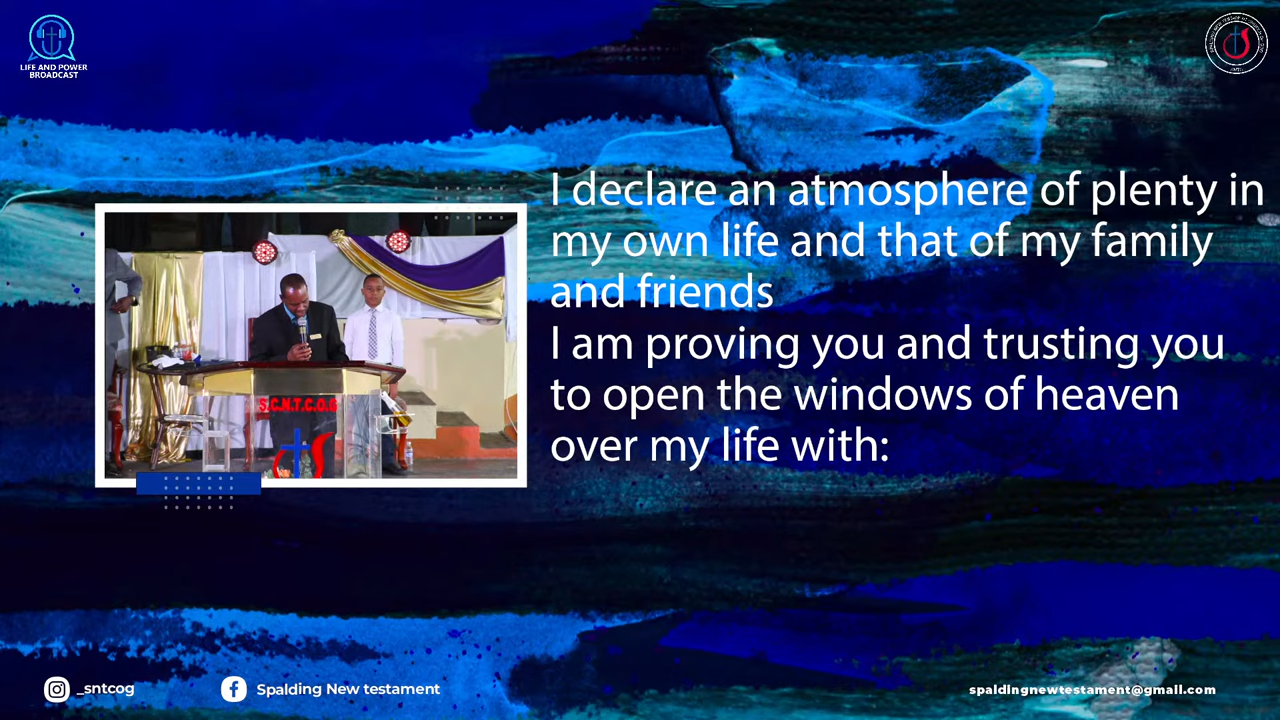 LIFE AND POWER
BROADCAST
I declare an atmosphere of plenty in
my own life and that of my family
and friends
I am proving you and trusting you
to open the windows of heaven
over my life with:
S.C.N.T.C.O.G
_sntcog
Spalding New testament
spaldingnewtestament@gmail.com